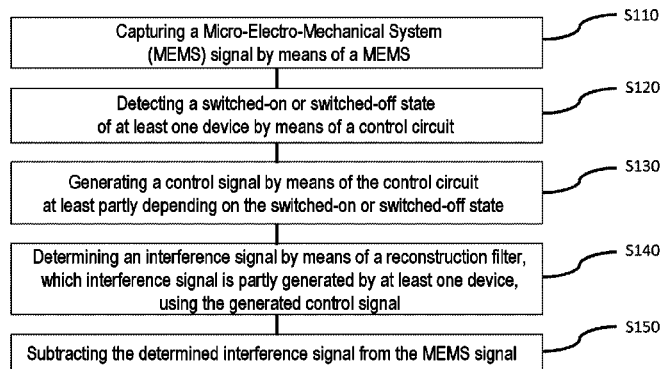 Capturing a Micro-Electro-Mechanical System
(MEMS) signal by means of a MEMS
S110
Detecting a switched-on or switched-off state
of at least one device by means of a control circuit
S120
Generating a control signal by means of the control circuit
at least partly depending on the switched-on or switched-off state
S130
Determining an interference signal by means of a reconstruction filter,
which interference signal is partly generated by at least one device,
using the generated control signal
S140
Subtracting the determined interference signal from the MEMS signal
S150